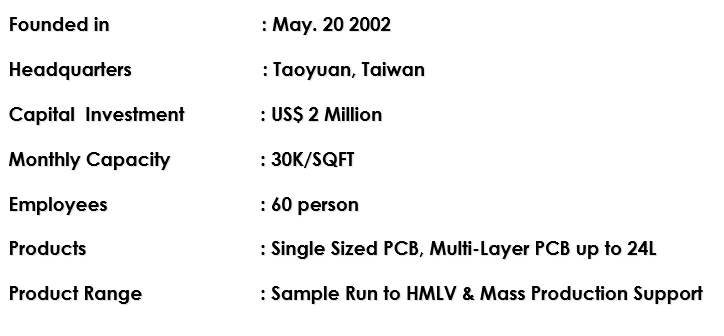 Founded in : May. 20 2002
Headquarters : Taoyuan, Taiwan
Capital Investment : US$ 2 Million
Monthly Capacity : 30K/SQFT
Employees : 60 person
Products : Single Sized PCB, Multi-Layer PCB up to 24L
Product Range : Sample Run to HMLV & Mass Production Support